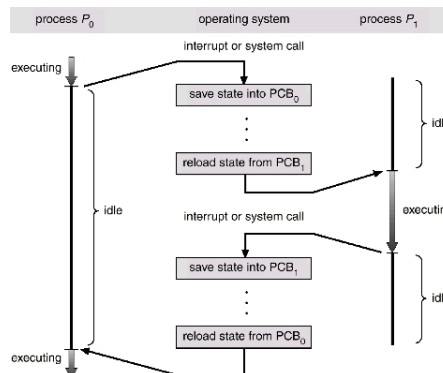 process P0 operating system process P1
interrupt or system call
executing
save state into PCB0
idle
reload state from PCB1
idle
interrupt or system call
executing
save state into PCB1
idle
reload state from PCB0
executing